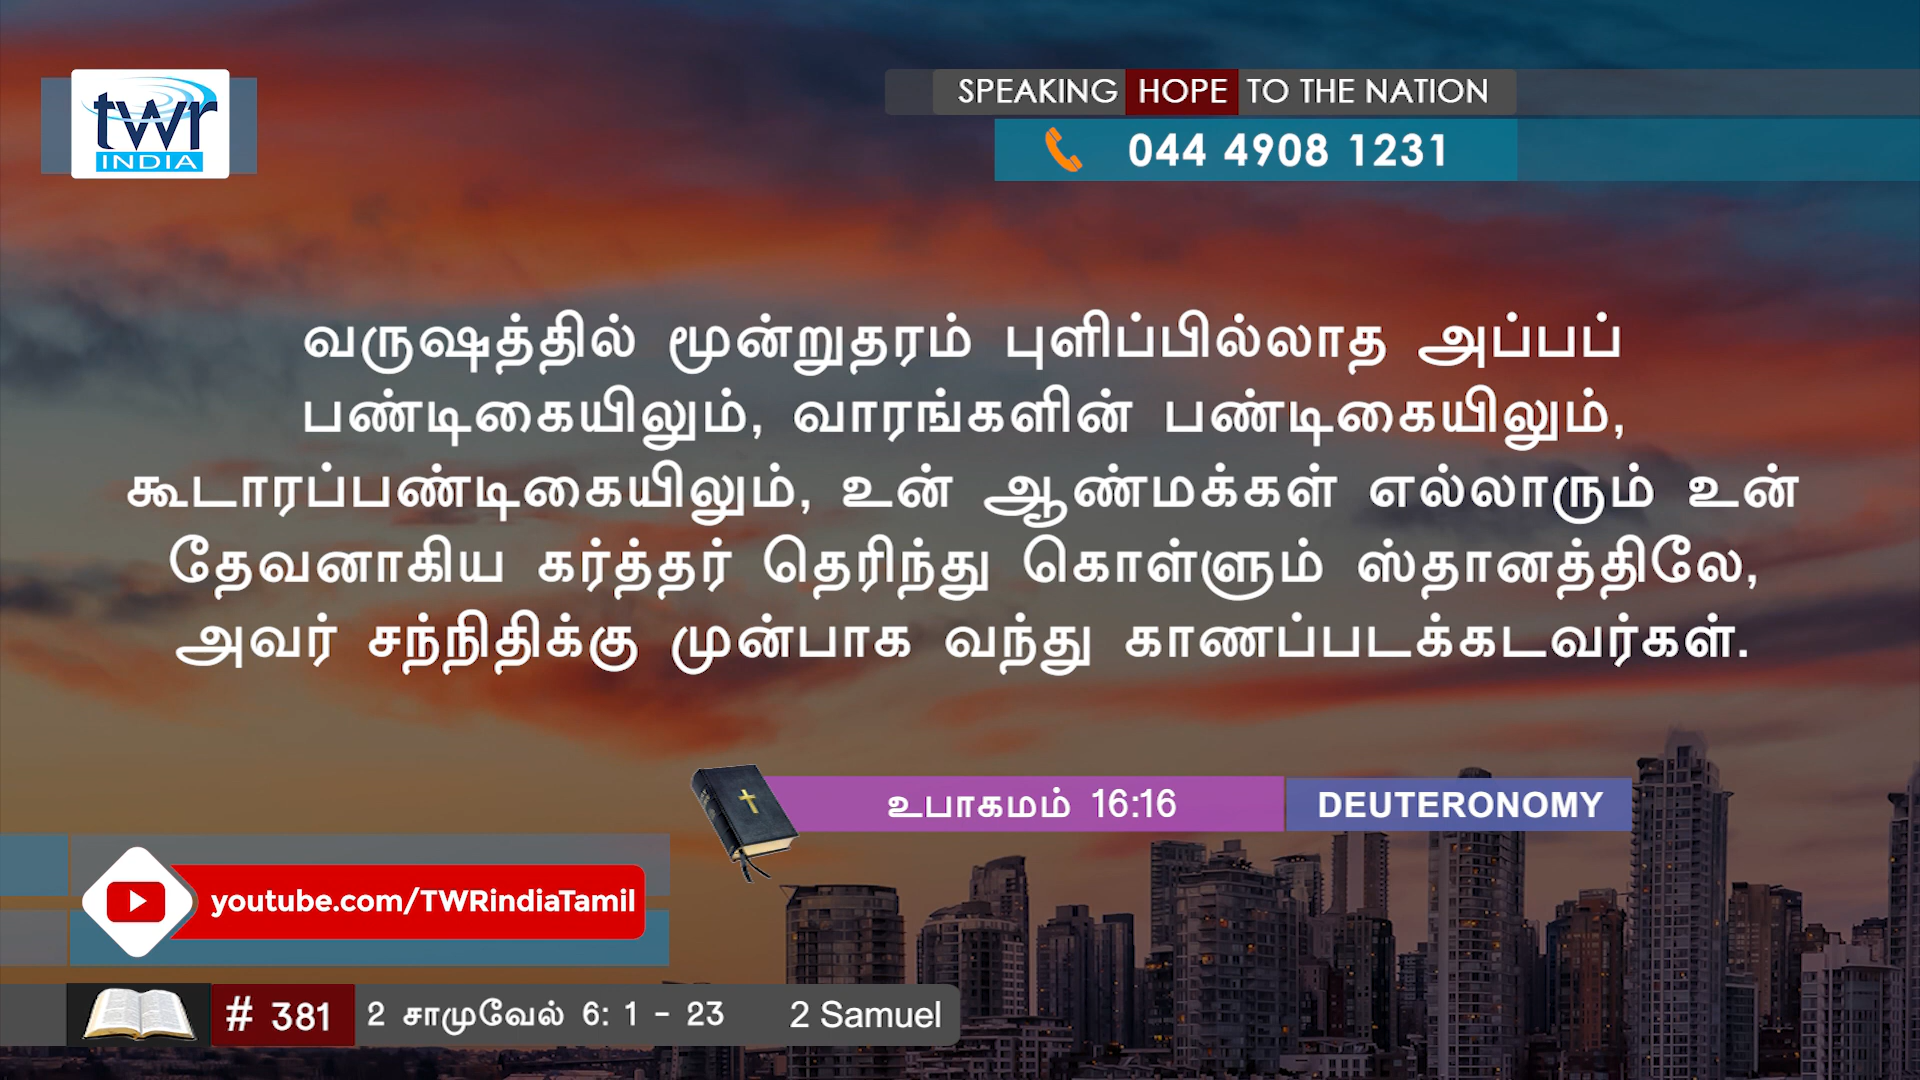 twr
INDIA
SPEAKING HOPE TO THE NATION
044 4908 1231
வருஷத்தில் மூன்றுதரம் புளிப்பில்லாத அப்பப்
பண்டிகையிலும், வாரங்களின் பண்டிகையிலும்,
கூடாரப்பண்டிகையிலும், உன் ஆண்மக்கள் எல்லாரும் உன்
தேவனாகிய கர்த்தர் தெரிந்து கொள்ளும் ஸ்தானத்திலே,
அவர் சந்நிதிக்கு முன்பாக வந்து காணப்படக்கடவர்கள்.
உபாகமம் 16:16 DEUTERONOMY
youtube.com/TWRindiaTamil
# 381 2 சாமுவேல் 6: 1 - 23 2 Samuel